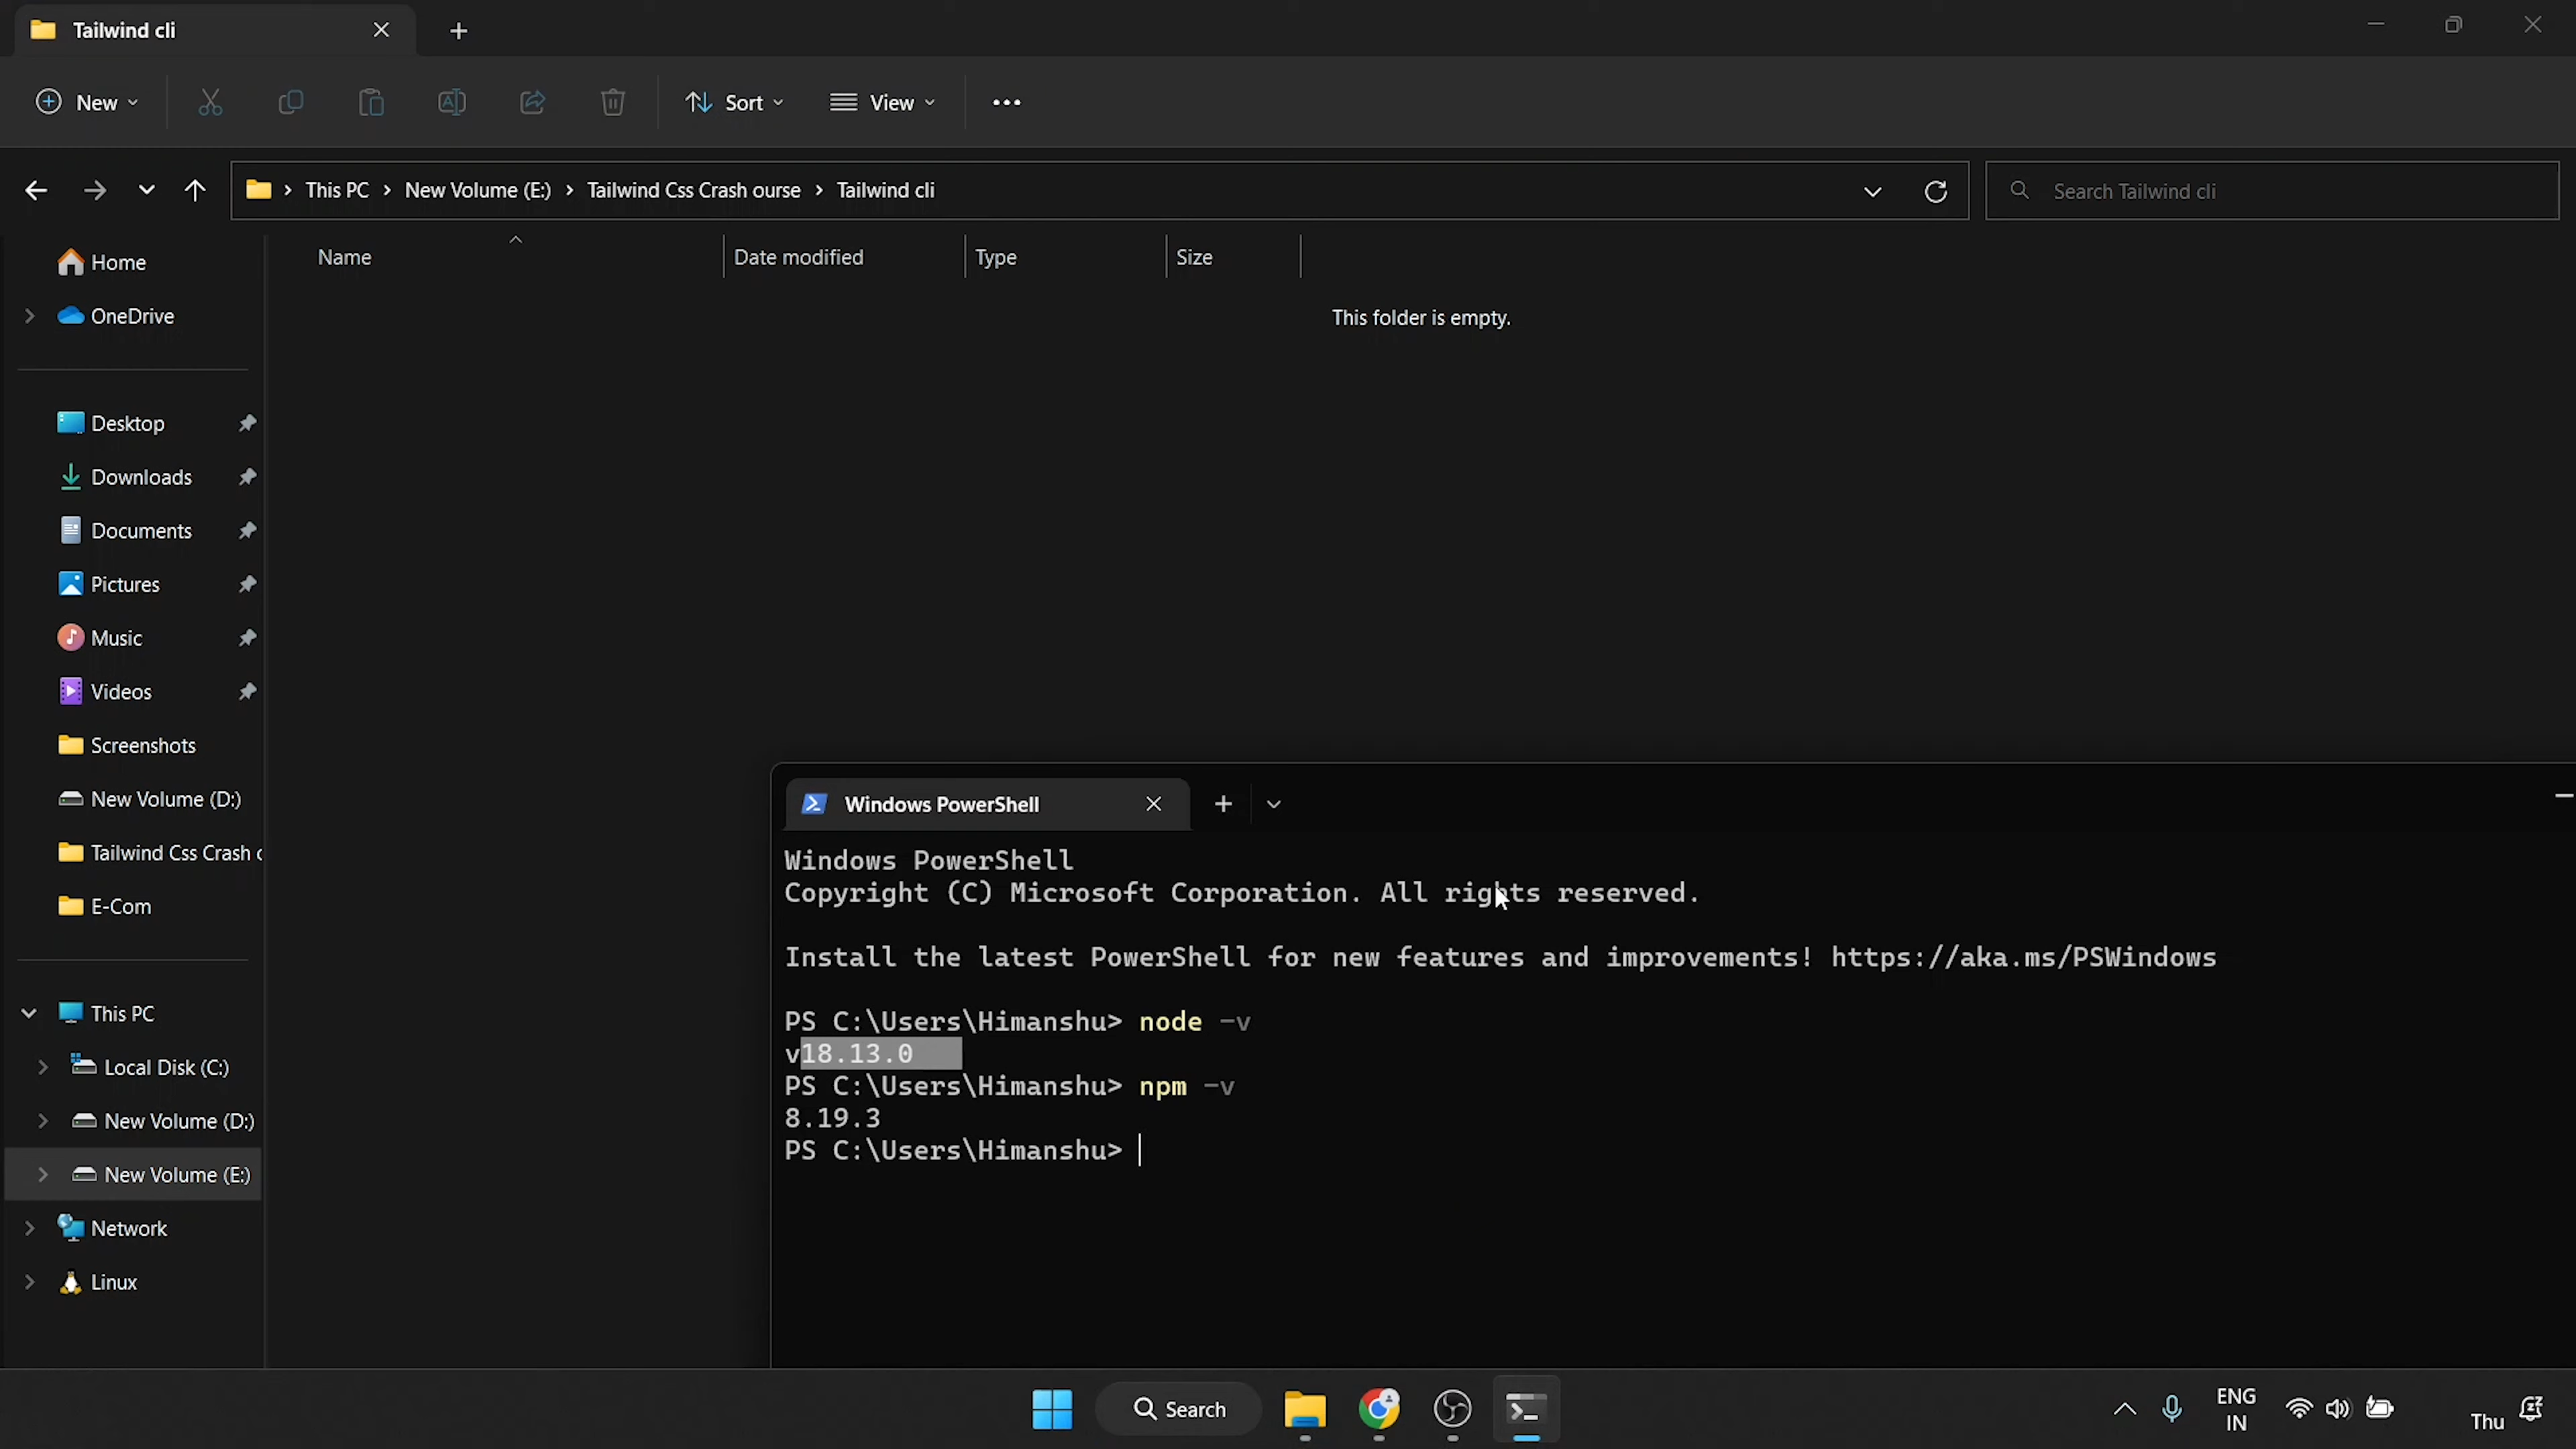 Tailwind cli
New
Sort
View
This PC
New Volume (E:)
Tailwind Css Crash ourse
Tailwind cli
Search Tailwind cli
Name
Date modified
Type
Size
This folder is empty.
Home
OneDrive
Desktop
Downloads
Documents
Pictures
Music
Videos
Screenshots
New Volume (D:)
Tailwind Css Crash
E-Com
This PC
Local Disk (C:)
New Volume (D:)
New Volume (E:)
Network
Linux
Windows PowerShell
Windows PowerShell
Copyright (C) Microsoft Corporation. All rights reserved.
Install the latest PowerShell for new features and improvements! https://aka.ms/PSWindows
PS C:\Users\Himanshu> node -v
v18.13.0
PS C:\Users\Himanshu> npm -v
8.19.3
PS C:\Users\Himanshu>
Search
ENG
IN
Thu